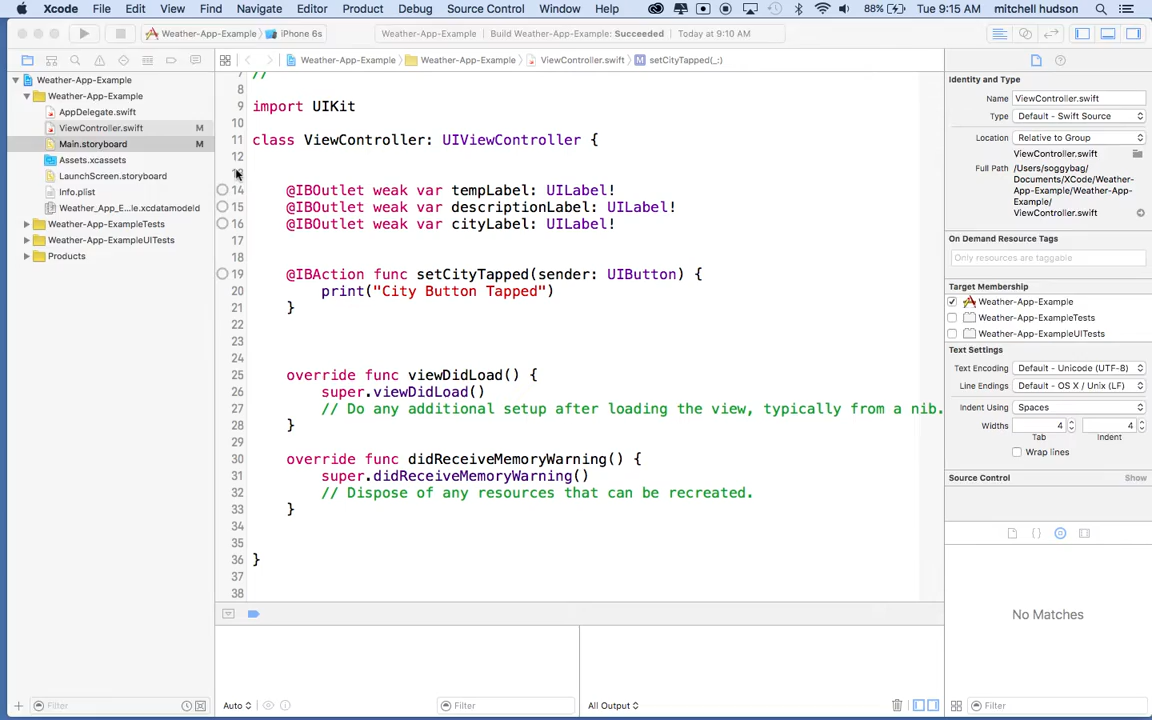 Xcode File Edit View Find Navigate Editor Product Debug Source Control Window Help 88% Tue 9:15 AM mitchell hudson
Weather-App-Example iPhone 6s Weather-App-Example Build Weather-App-Example: Succeeded Today at 9:10 AM
Weather-App-Example Weather-App-Example ViewController.swift setCityTapped(_:)
Weather-App-Example
Weather-App-Example
AppDelegate.swift
ViewController.swift M
Main.storyboard M
Assets.xcassets
LaunchScreen.storyboard
Info.plist
Weather_App_E...le.xcdatamodeld
Weather-App-ExampleTests
Weather-App-ExampleUITests
Products
Filter
7 //
8
9 import UIKit
10
11 class ViewController: UIViewController {
12
14 @IBOutlet weak var tempLabel: UILabel!
15 @IBOutlet weak var descriptionLabel: UILabel!
16 @IBOutlet weak var cityLabel: UILabel!
17
18
19 @IBAction func setCityTapped(sender: UIButton) {
20 print("City Button Tapped")
21 }
22
23
24
25 override func viewDidLoad() {
26 super.viewDidLoad()
27 // Do any additional setup after loading the view, typically from a nib.
28 }
29
30 override func didReceiveMemoryWarning() {
31 super.didReceiveMemoryWarning()
32 // Dispose of any resources that can be recreated.
33 }
34
35
36 }
37
38
Auto Filter All Output
Identity and Type
Name ViewController.swift
Type Default - Swift Source
Location Relative to Group
ViewController.swift
Full Path /Users/soggybag/
Documents/XCode/Weather-
App-Example/Weather-App-
Example/
ViewController.swift
On Demand Resource Tags
Only resources are taggable
Target Membership
Weather-App-Example
Weather-App-ExampleTests
Weather-App-ExampleUITests
Text Settings
Text Encoding Default - Unicode (UTF-8)
Line Endings Default - OS X / Unix (LF)
Indent Using Spaces
Widths 4 4
Tab Indent
Wrap lines
Source Control Show
No Matches
Filter